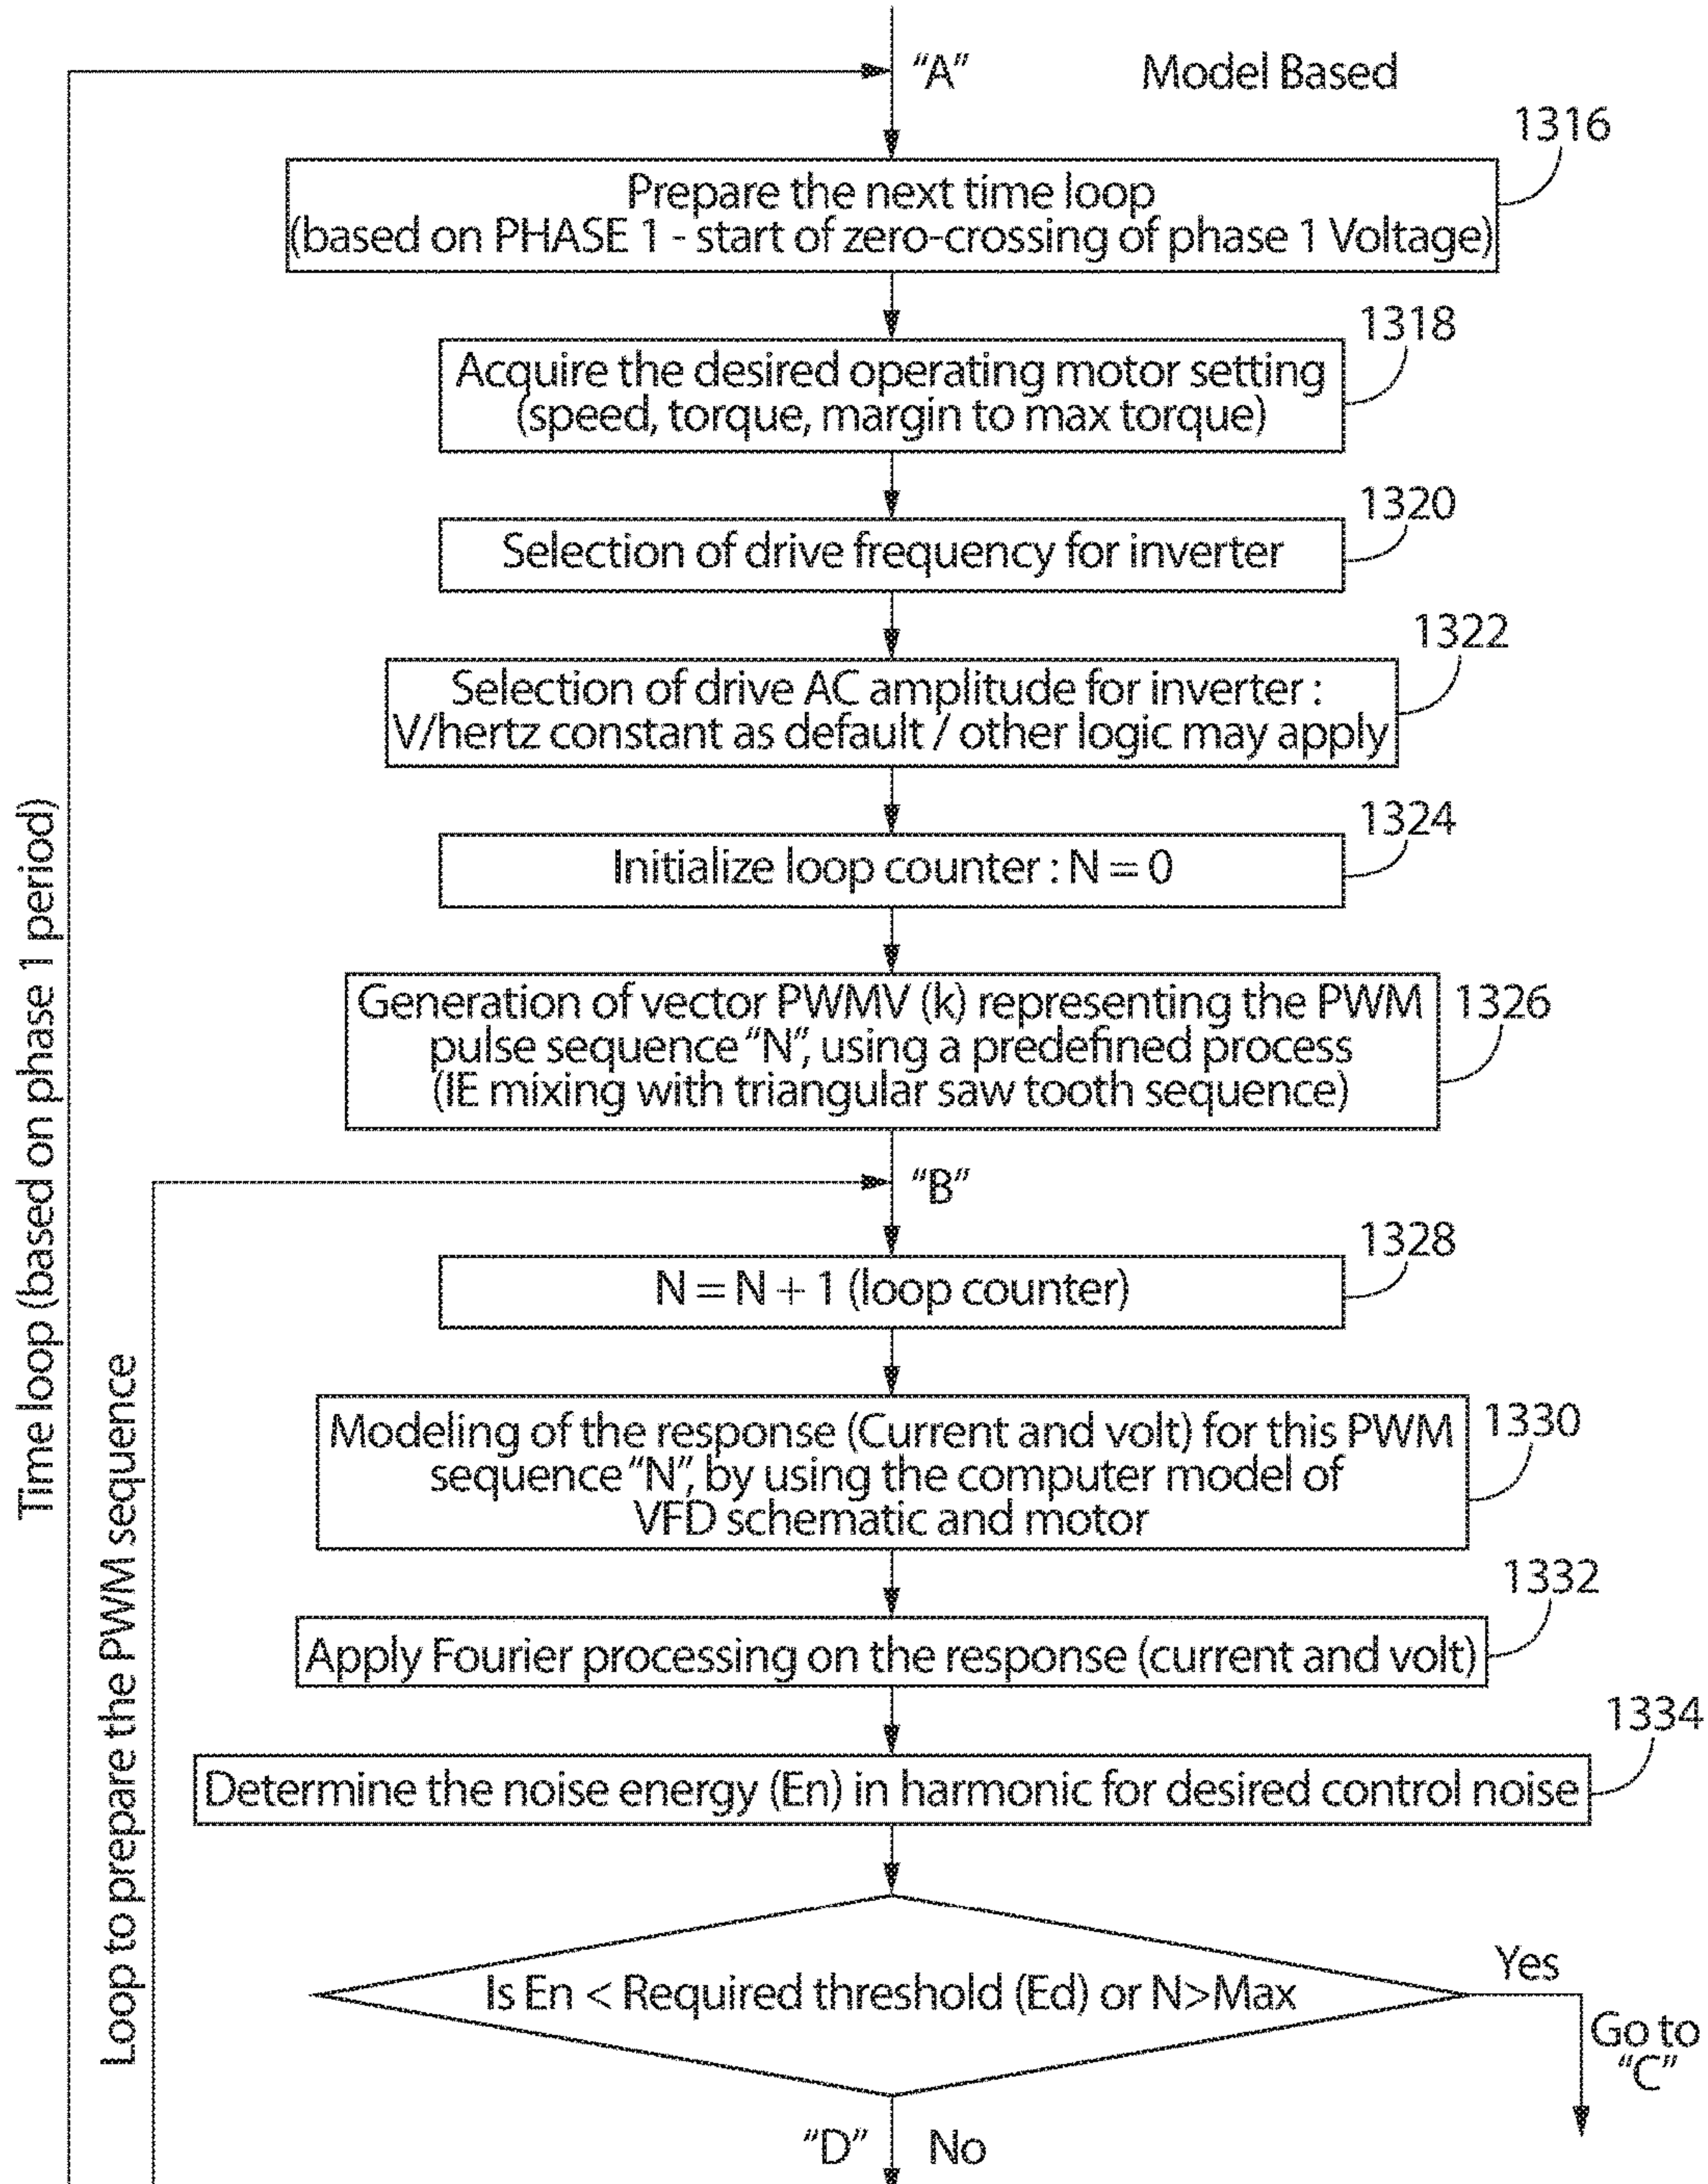 “A”
Model Based
1316
Prepare the next time loop
(based on PHASE 1 - start of zero-crossing of phase 1 Voltage)
1318
Acquire the desired operating motor setting
(speed, torque, margin to max torque)
1320
Selection of drive frequency for inverter
1322
Selection of drive AC amplitude for inverter :
V/hertz constant as default / other logic may apply
1324
Initialize loop counter : N = 0
1326
Generation of vector PWMV (k) representing the PWM
pulse sequence “N”, using a predefined process
(IE mixing with triangular saw tooth sequence)
“B”
1328
N = N + 1 (loop counter)
1330
Modeling of the response (Current and volt) for this PWM
sequence “N”, by using the computer model of
VFD schematic and motor
1332
Apply Fourier processing on the response (current and volt)
1334
Determine the noise energy (En) in harmonic for desired control noise
Is En < Required threshold (Ed) or N>Max
Yes
Go to
“C”
“D”
No
Time loop (based on phase 1 period)
Loop to prepare the PWM sequence